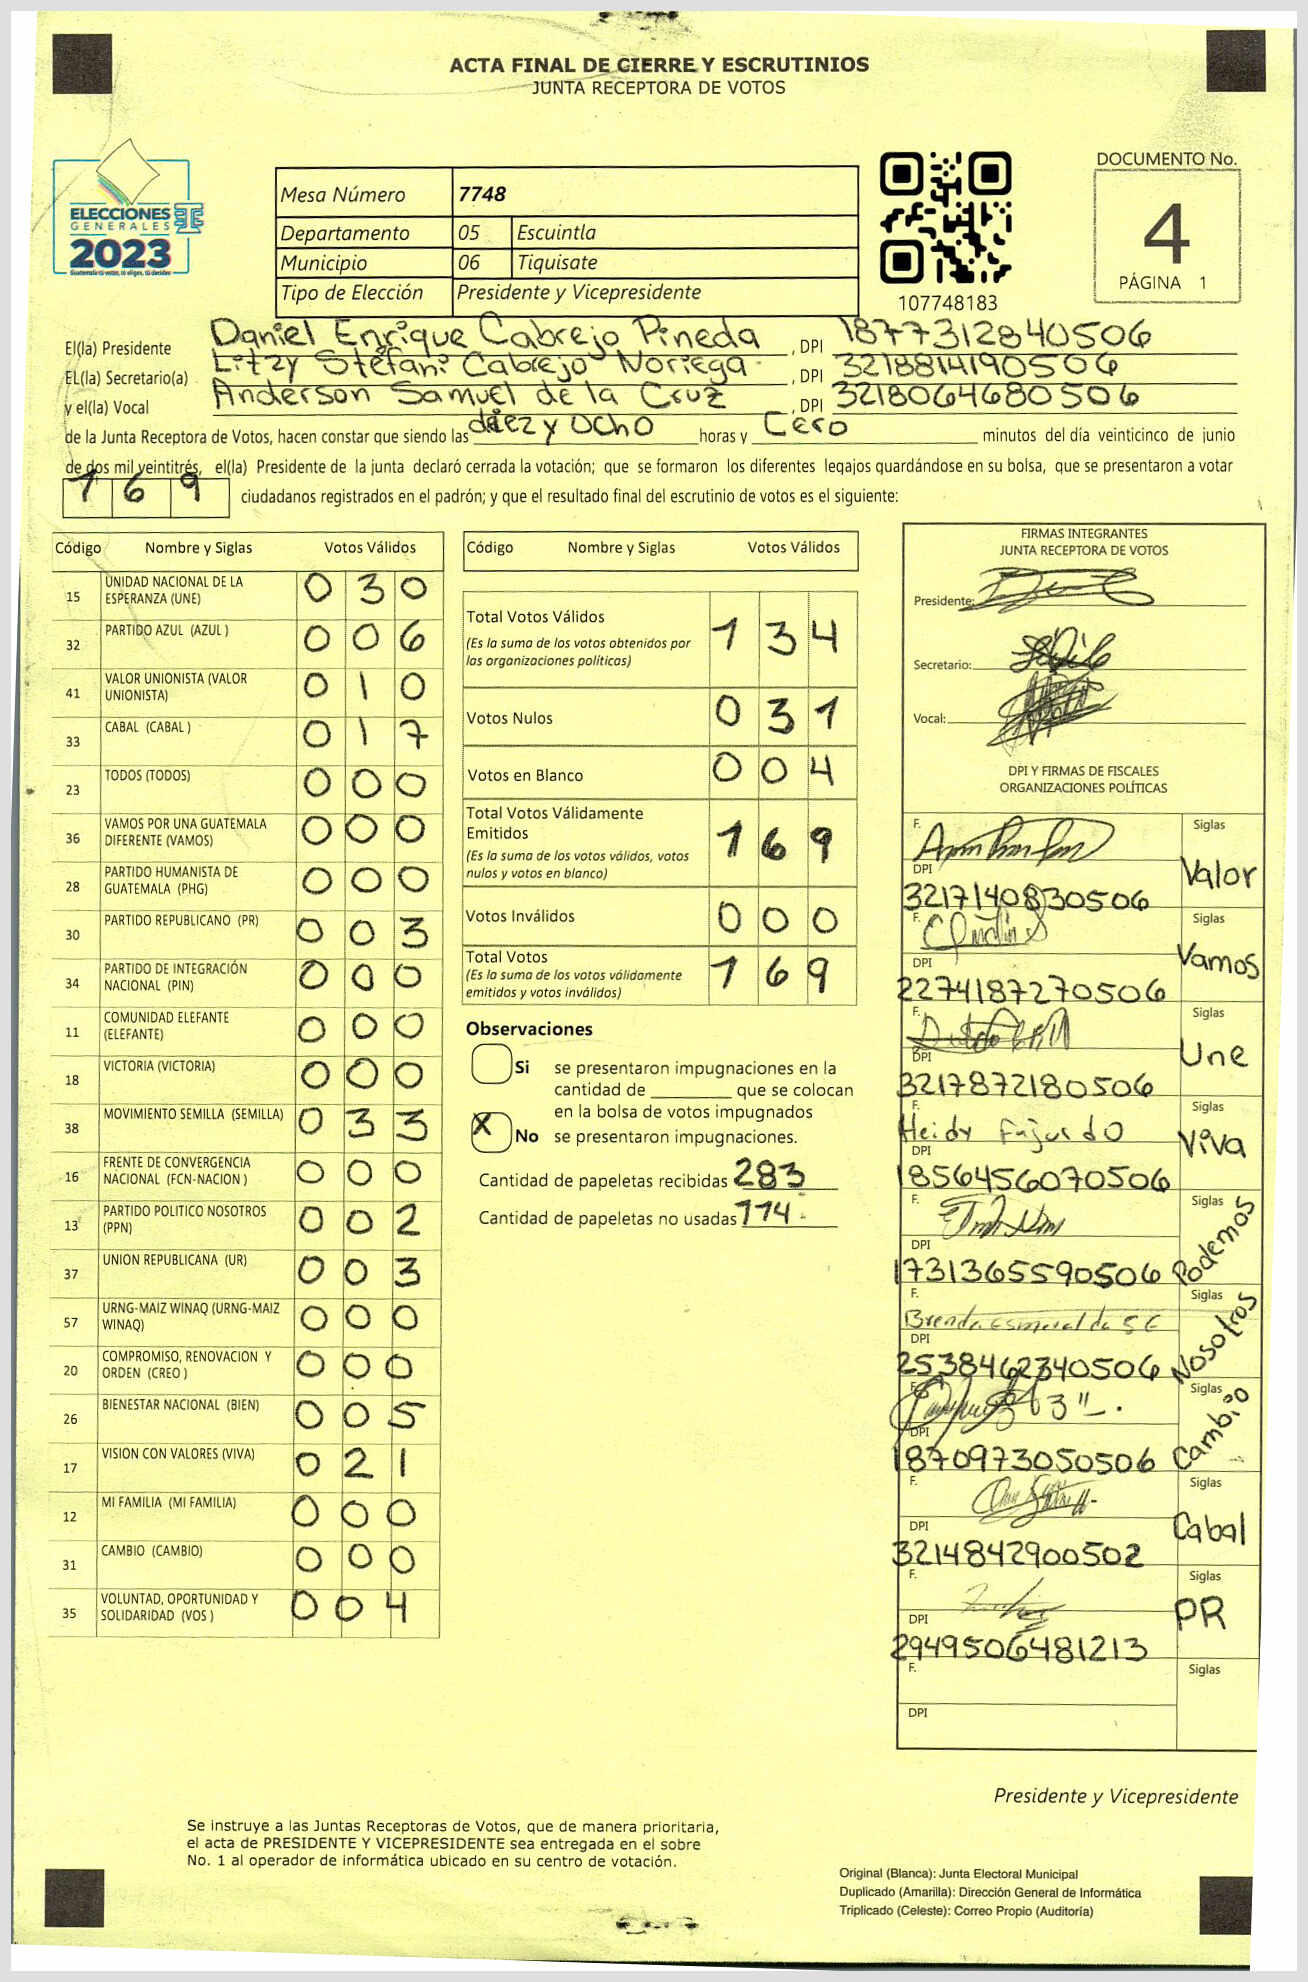 ACTA FINAL DE CIERRE Y ESCRUTINIOS
JUNTA RECEPTORA DE VOTOS
ELECCIONES
GENERALES
2023
Guatemala tú votas, tú eliges, tú decides
Mesa Número 7748
Departamento 05 Escuintla
Municipio 06 Tiquisate
Tipo de Elección Presidente y Vicepresidente
107748183
DOCUMENTO No.
4
PÁGINA 1
El(la) Presidente Daniel Enrique Cabrejo Pineda, DPI 1877312840506
EL(la) Secretario(a) Litzy Stéfani Cabrejo Noriega, DPI 3218814190506
y el(la) Vocal Anderson Samuel de la Cruz, DPI 3218064680506
de la Junta Receptora de Votos, hacen constar que siendo las diez y ocho horas y Cero minutos del día veinticinco de junio
de dos mil veintitrés, el(la) Presidente de la junta declaró cerrada la votación; que se formaron los diferentes legajos guardándose en su bolsa, que se presentaron a votar
169 ciudadanos registrados en el padrón; y que el resultado final del escrutinio de votos es el siguiente:
Código Nombre y Siglas Votos Válidos
15 UNIDAD NACIONAL DE LA ESPERANZA (UNE) 0 3 0
32 PARTIDO AZUL (AZUL ) 0 0 6
41 VALOR UNIONISTA (VALOR UNIONISTA) 0 1 0
33 CABAL (CABAL ) 0 1 7
23 TODOS (TODOS) 0 0 0
36 VAMOS POR UNA GUATEMALA DIFERENTE (VAMOS) 0 0 0
28 PARTIDO HUMANISTA DE GUATEMALA (PHG) 0 0 0
30 PARTIDO REPUBLICANO (PR) 0 0 3
34 PARTIDO DE INTEGRACIÓN NACIONAL (PIN) 0 0 0
11 COMUNIDAD ELEFANTE (ELEFANTE) 0 0 0
18 VICTORIA (VICTORIA) 0 0 0
38 MOVIMIENTO SEMILLA (SEMILLA) 0 3 3
16 FRENTE DE CONVERGENCIA NACIONAL (FCN-NACION ) 0 0 0
13 PARTIDO POLITICO NOSOTROS (PPN) 0 0 2
37 UNION REPUBLICANA (UR) 0 0 3
57 URNG-MAIZ WINAQ (URNG-MAIZ WINAQ) 0 0 0
20 COMPROMISO, RENOVACION Y ORDEN (CREO ) 0 0 0
26 BIENESTAR NACIONAL (BIEN) 0 0 5
17 VISION CON VALORES (VIVA) 0 2 1
12 MI FAMILIA (MI FAMILIA) 0 0 0
31 CAMBIO (CAMBIO) 0 0 0
35 VOLUNTAD, OPORTUNIDAD Y SOLIDARIDAD (VOS ) 0 0 4
Código Nombre y Siglas Votos Válidos
Total Votos Válidos 1 3 4
(Es la suma de los votos obtenidos por
las organizaciones políticas)
Votos Nulos 0 3 1
Votos en Blanco 0 0 4
Total Votos Válidamente
Emitidos 1 6 9
(Es la suma de los votos válidos, votos
nulos y votos en blanco)
Votos Inválidos 0 0 0
Total Votos 1 6 9
(Es la suma de los votos válidamente
emitidos y votos inválidos)
Observaciones
Si se presentaron impugnaciones en la
cantidad de ________ que se colocan
en la bolsa de votos impugnados
X No se presentaron impugnaciones.
Cantidad de papeletas recibidas 283
Cantidad de papeletas no usadas 114
FIRMAS INTEGRANTES
JUNTA RECEPTORA DE VOTOS
Presidente:
Secretario:
Vocal:
DPI Y FIRMAS DE FISCALES
ORGANIZACIONES POLÍTICAS
F. Siglas Valor
DPI 3217140830506
F. Siglas Vamos
DPI 2274187270506
F. Siglas Une
DPI 3217872180506
F. Heidy Fajardo Siglas Viva
DPI 1856456070506
F. Siglas Podemos
DPI 1731365590506
F. Brenda Esmeralda Siglas Nosotros
DPI 2538462340506
F. Siglas Cambio
DPI 1870973050506
F. Siglas Cabal
DPI 3214842900502
F. Siglas PR
DPI 2949506481213
F. Siglas
DPI
Presidente y Vicepresidente
Se instruye a las Juntas Receptoras de Votos, que de manera prioritaria,
el acta de PRESIDENTE Y VICEPRESIDENTE sea entregada en el sobre
No. 1 al operador de informática ubicado en su centro de votación.
Original (Blanca): Junta Electoral Municipal
Duplicado (Amarilla): Dirección General de Informática
Triplicado (Celeste): Correo Propio (Auditoría)